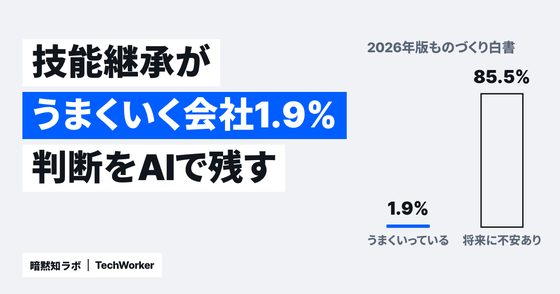 技能継承が
うまくいく会社1.9%
判断をAIで残す
暗黙知ラボ | TechWorker
2026年版ものづくり白書
85.5%
1.9%
うまくいっている
将来に不安あり